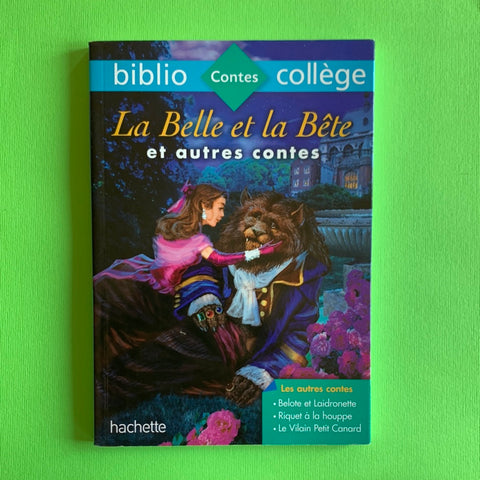 biblio Contes collège
La Belle et la Bête
et autres contes
Les autres contes
• Belote et Laidronette
• Riquet à la houppe
• Le Vilain Petit Canard
hachette